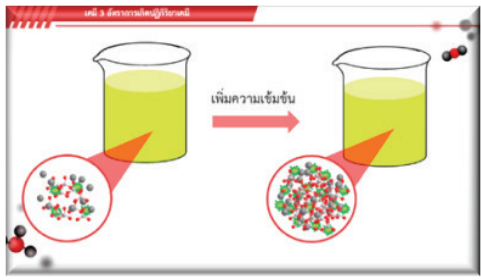 เคมี 3 อัตราการเกิดปฏิกิริยาเคมี
เพิ่มความเข้มข้น